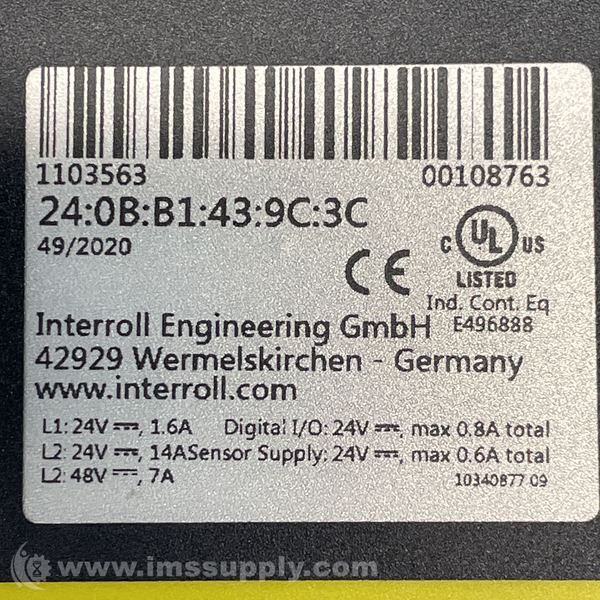 1103563 00108763
24:0B:B1:43:9C:3C
49/2020
C UL US
LISTED
CE
Ind. Cont. Eq
E496888
Interroll Engineering GmbH
42929 Wermelskirchen - Germany
www.interroll.com
L1: 24V ⎓, 1.6A Digital I/O: 24V ⎓, max 0.8A total
L2: 24V ⎓, 14ASensor Supply: 24V ⎓, max 0.6A total
L2: 48V ⎓, 7A 10340877 09
www.imssupply.com